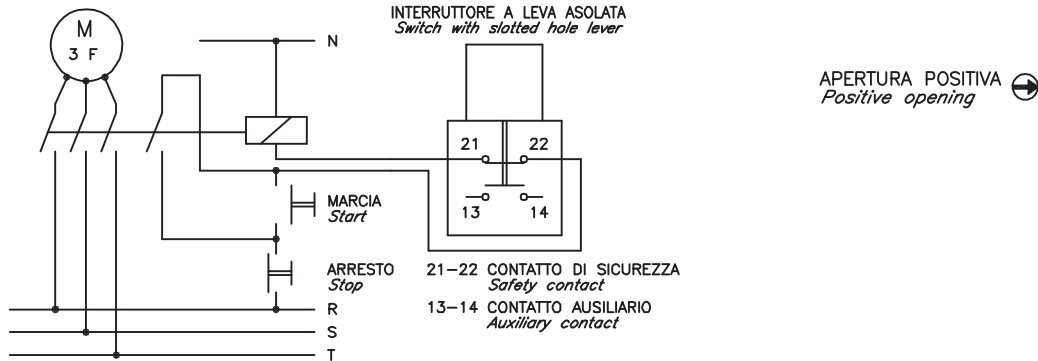 INTERRUTTORE A LEVA ASOLATA
Switch with slotted hole lever
M
3 F
N
APERTURA POSITIVA
Positive opening
21 22
13 14
MARCIA
Start
ARRESTO
Stop
21-22 CONTATTO DI SICUREZZA
Safety contact
13-14 CONTATTO AUSILIARIO
Auxiliary contact
R
S
T